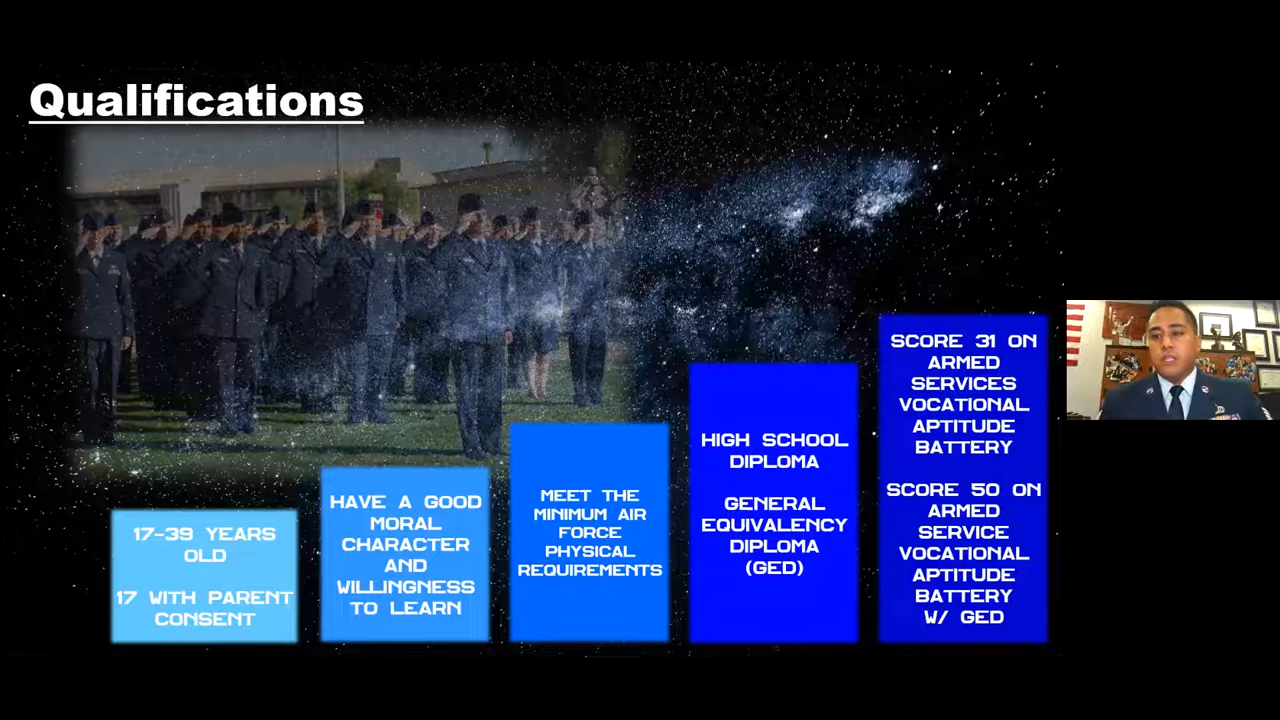 Qualifications
17-39 YEARS
OLD
17 WITH PARENT
CONSENT
HAVE A GOOD
MORAL
CHARACTER
AND
WILLINGNESS
TO LEARN
MEET THE
MINIMUM AIR
FORCE
PHYSICAL
REQUIREMENTS
HIGH SCHOOL
DIPLOMA
GENERAL
EQUIVALENCY
DIPLOMA
(GED)
SCORE 31 ON
ARMED
SERVICES
VOCATIONAL
APTITUDE
BATTERY
SCORE 50 ON
ARMED
SERVICE
VOCATIONAL
APTITUDE
BATTERY
W/ GED